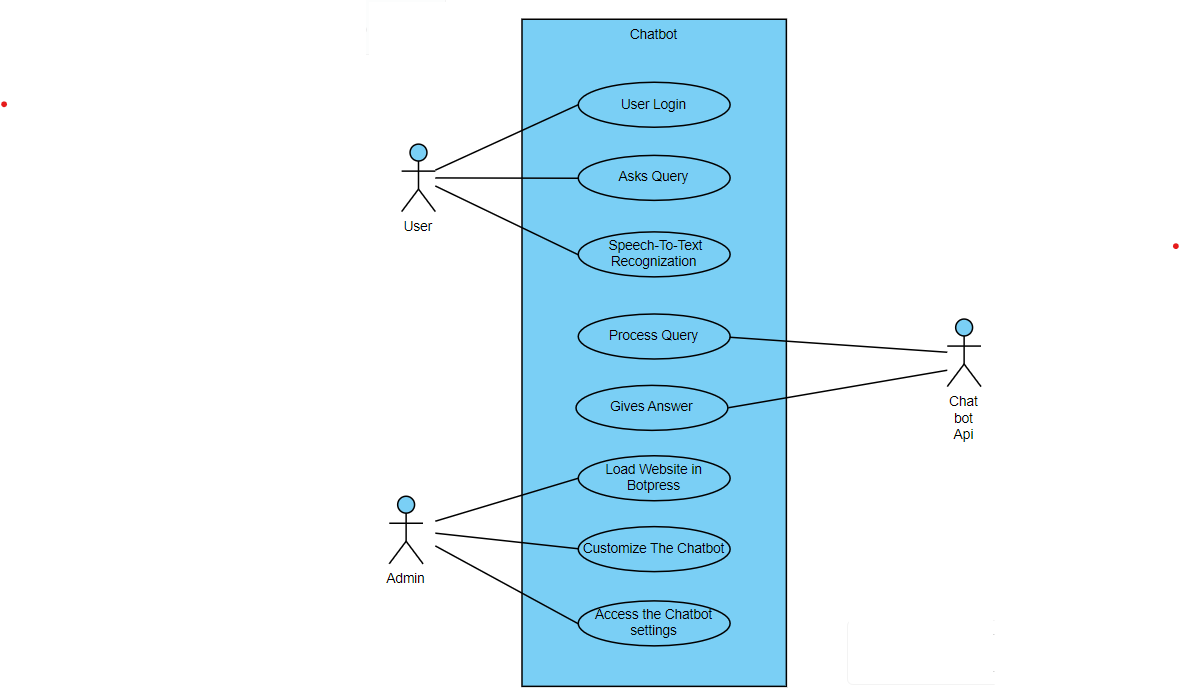 Chatbot
User Login
Asks Query
User
Speech-To-Text
Recognization
Process Query
Chat
bot
Api
Gives Answer
Load Website in
Botpress
Customize The Chatbot
Admin
Access the Chatbot
settings